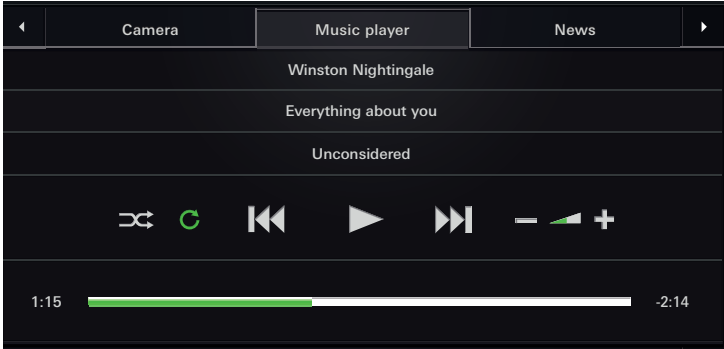 Camera Music player News
Winston Nightingale
Everything about you
Unconsidered
1:15 -2:14